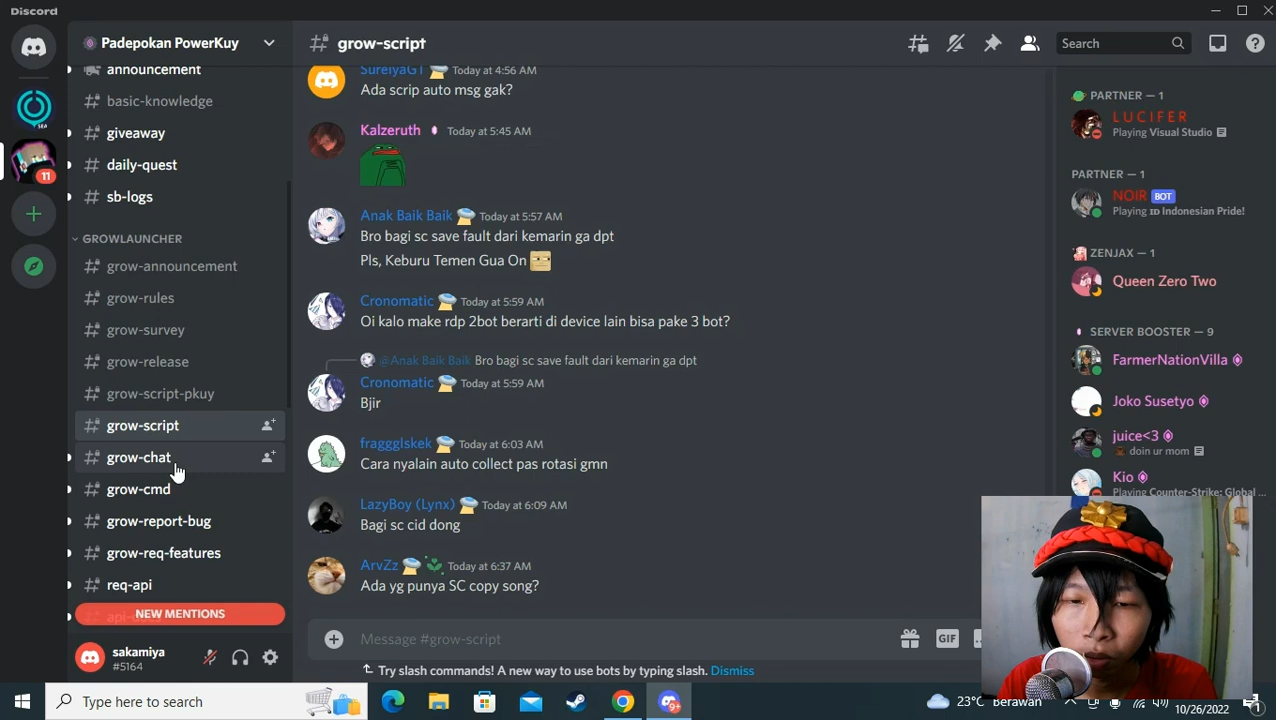 Discord
Padepokan PowerKuy
announcement
basic-knowledge
giveaway
daily-quest
sb-logs
GROWLAUNCHER
grow-announcement
grow-rules
grow-survey
grow-release
grow-script-pkuy
grow-script
grow-chat
grow-cmd
grow-report-bug
grow-req-features
req-api
NEW MENTIONS
11
sakamiya
#5164
grow-script
Search
SureiyaGT Today at 4:56 AM
Ada scrip auto msg gak?
Kalzeruth Today at 5:45 AM
Anak Baik Baik Today at 5:57 AM
Bro bagi sc save fault dari kemarin ga dpt
Pls, Keburu Temen Gua On
Cronomatic Today at 5:59 AM
Oi kalo make rdp 2bot berarti di device lain bisa pake 3 bot?
@Anak Baik Baik Bro bagi sc save fault dari kemarin ga dpt
Cronomatic Today at 5:59 AM
Bjir
fraggglskek Today at 6:03 AM
Cara nyalain auto collect pas rotasi gmn
LazyBoy (Lynx) Today at 6:09 AM
Bagi sc cid dong
ArvZz Today at 6:37 AM
Ada yg punya SC copy song?
Message #grow-script
GIF
Try slash commands! A new way to use bots by typing slash. Dismiss
PARTNER — 1
L U C I F E R
Playing Visual Studio
PARTNER — 1
NOIR BOT
Playing ID Indonesian Pride!
ZENJAX — 1
Queen Zero Two
SERVER BOOSTER — 9
FarmerNationVilla
Joko Susetyo
juice<3
doin ur mom
Kio
Playing Counter-Strike: Global ...
Type here to search
9+
23°C Berawan
10/26/2022
1